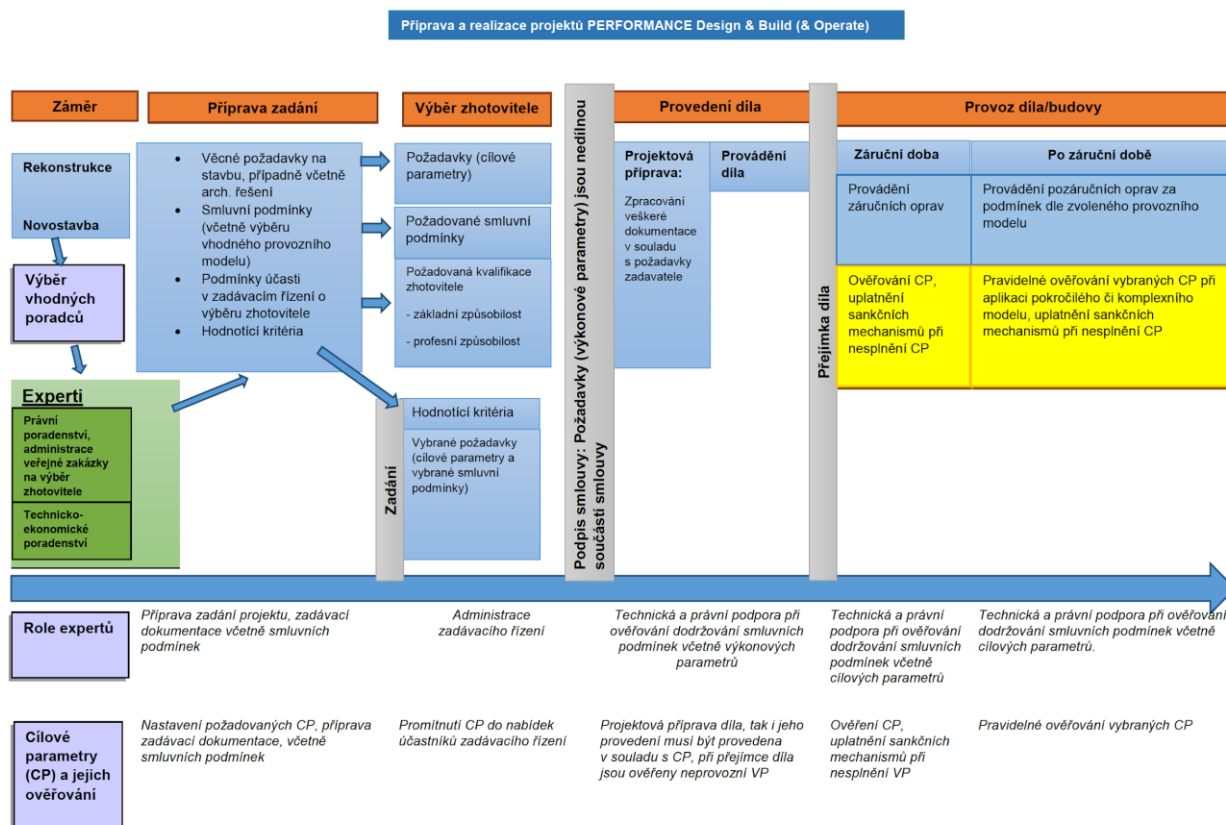 Příprava a realizace projektů PERFORMANCE Design & Build (& Operate)
Záměr
Příprava zadání
Výběr zhotovitele
Provedení díla
Provoz díla/budovy
Rekonstrukce
Novostavba
Výběr
vhodných
poradců
Experti
Právní
poradenství,
administrace
veřejné zakázky
na výběr
zhotovitele
Technicko-
ekonomické
poradenství
• Věcné požadavky na
stavbu, případně včetně
arch. řešení
• Smluvní podmínky
(včetně výběru
vhodného provozního
modelu)
• Podmínky účasti
v zadávacím řízení o
výběru zhotovitele
• Hodnotící kritéria
Zadání
Požadavky (cílové
parametry)
Požadované smluvní
podmínky
Požadovaná kvalifikace
zhotovitele
- základní způsobilost
- profesní způsobilost
Hodnotící kritéria
Vybrané požadavky
(cílové parametry a
vybrané smluvní
podmínky)
Podpis smlouvy: Požadavky (výkonové parametry) jsou nedílnou
součástí smlouvy
Projektová
příprava:
Zpracování
veškeré
dokumentace
v souladu
s požadavky
zadavatele
Provádění
díla
Přejímka díla
Záruční doba
Po záruční době
Provádění
záručních oprav
Provádění pozáručních oprav za
podmínek dle zvoleného provozního
modelu
Ověřování CP,
uplatnění
sankčních
mechanismů při
nesplnění CP
Pravidelné ověřování vybraných CP při
aplikaci pokročilého či komplexního
modelu, uplatnění sankčních
mechanismů při nesplnění CP
Role expertů
Příprava zadání projektu, zadávací
dokumentace včetně smluvních
podmínek
Administrace
zadávacího řízení
Technická a právní podpora při
ověřování dodržování smluvních
podmínek včetně výkonových
parametrů
Technická a právní
podpora při ověřování
dodržování smluvních
podmínek včetně
cílových parametrů
Technická a právní podpora při ověřování
dodržování smluvních podmínek včetně
cílových parametrů.
Cílové
parametry
(CP) a jejich
ověřování
Nastavení požadovaných CP, příprava
zadávací dokumentace, včetně
smluvních podmínek
Promítnutí CP do nabídek
účastníků zadávacího řízení
Projektová příprava díla, tak i jeho
provedení musí být provedena
v souladu s CP, při přejímce díla
jsou ověřeny neprovozní VP
Ověření CP,
uplatnění sankčních
mechanismů při
nesplnění VP
Pravidelné ověřování vybraných CP